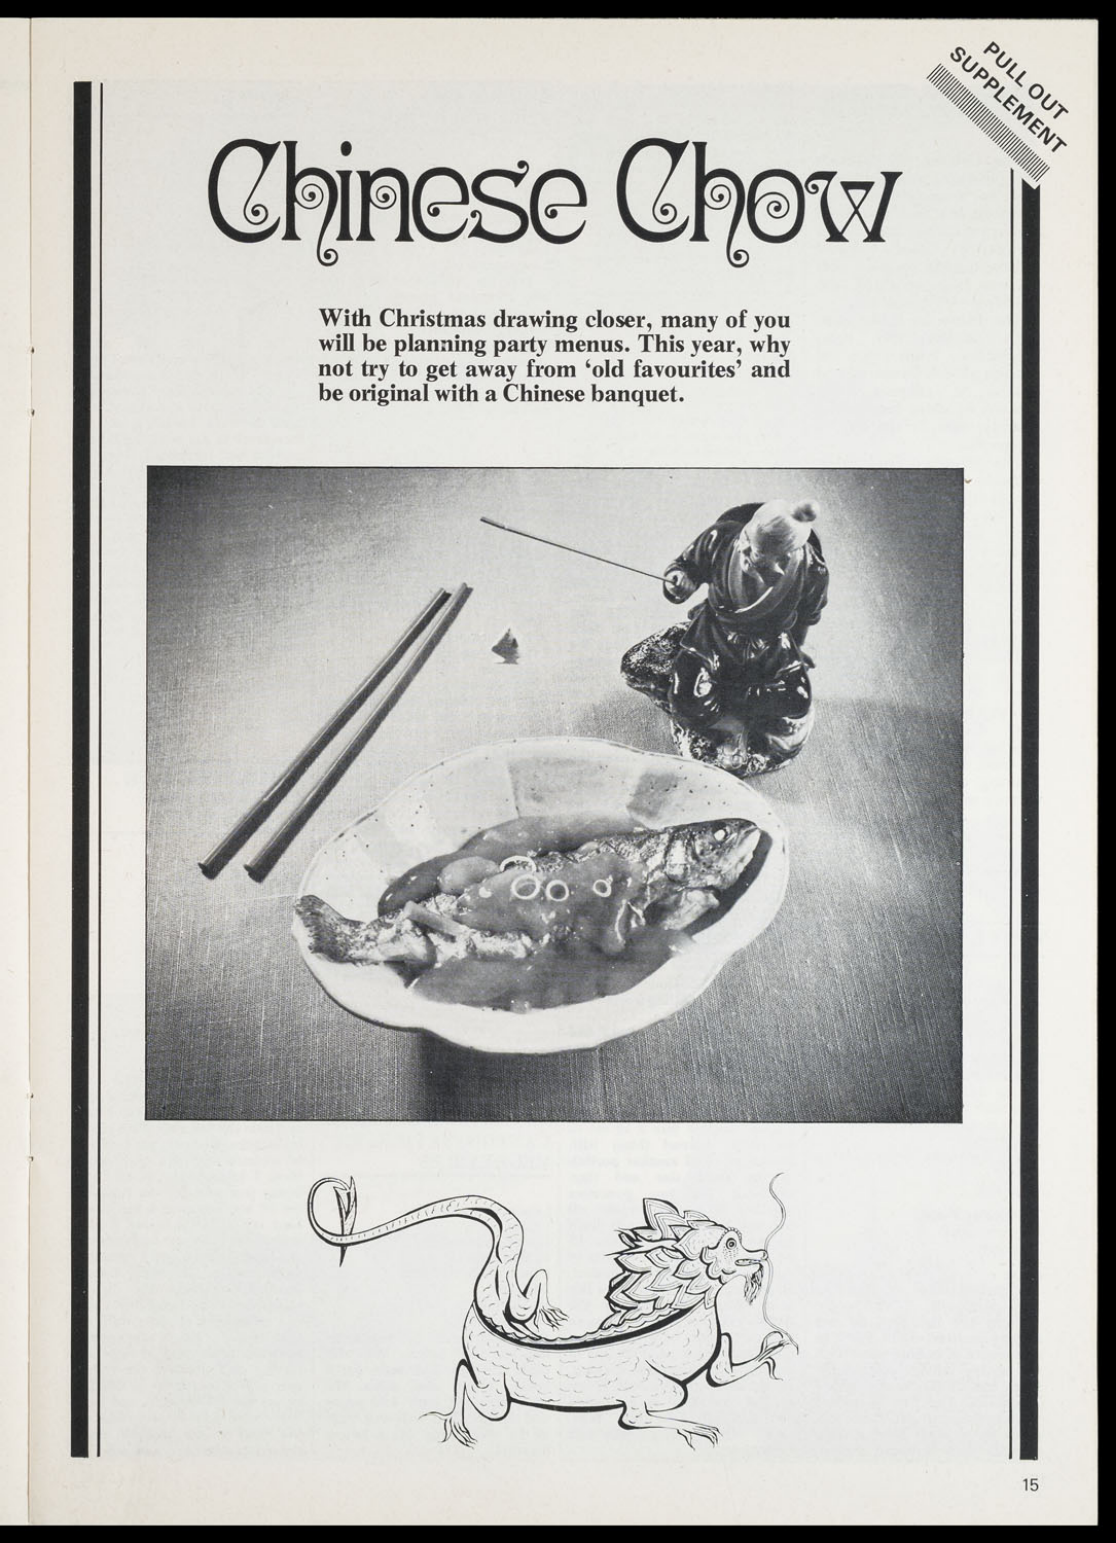 PULL OUT
SUPPLEMENT
Chinese Chow
With Christmas drawing closer, many of you
will be planning party menus. This year, why
not try to get away from ‘old favourites’ and
be original with a Chinese banquet.
15